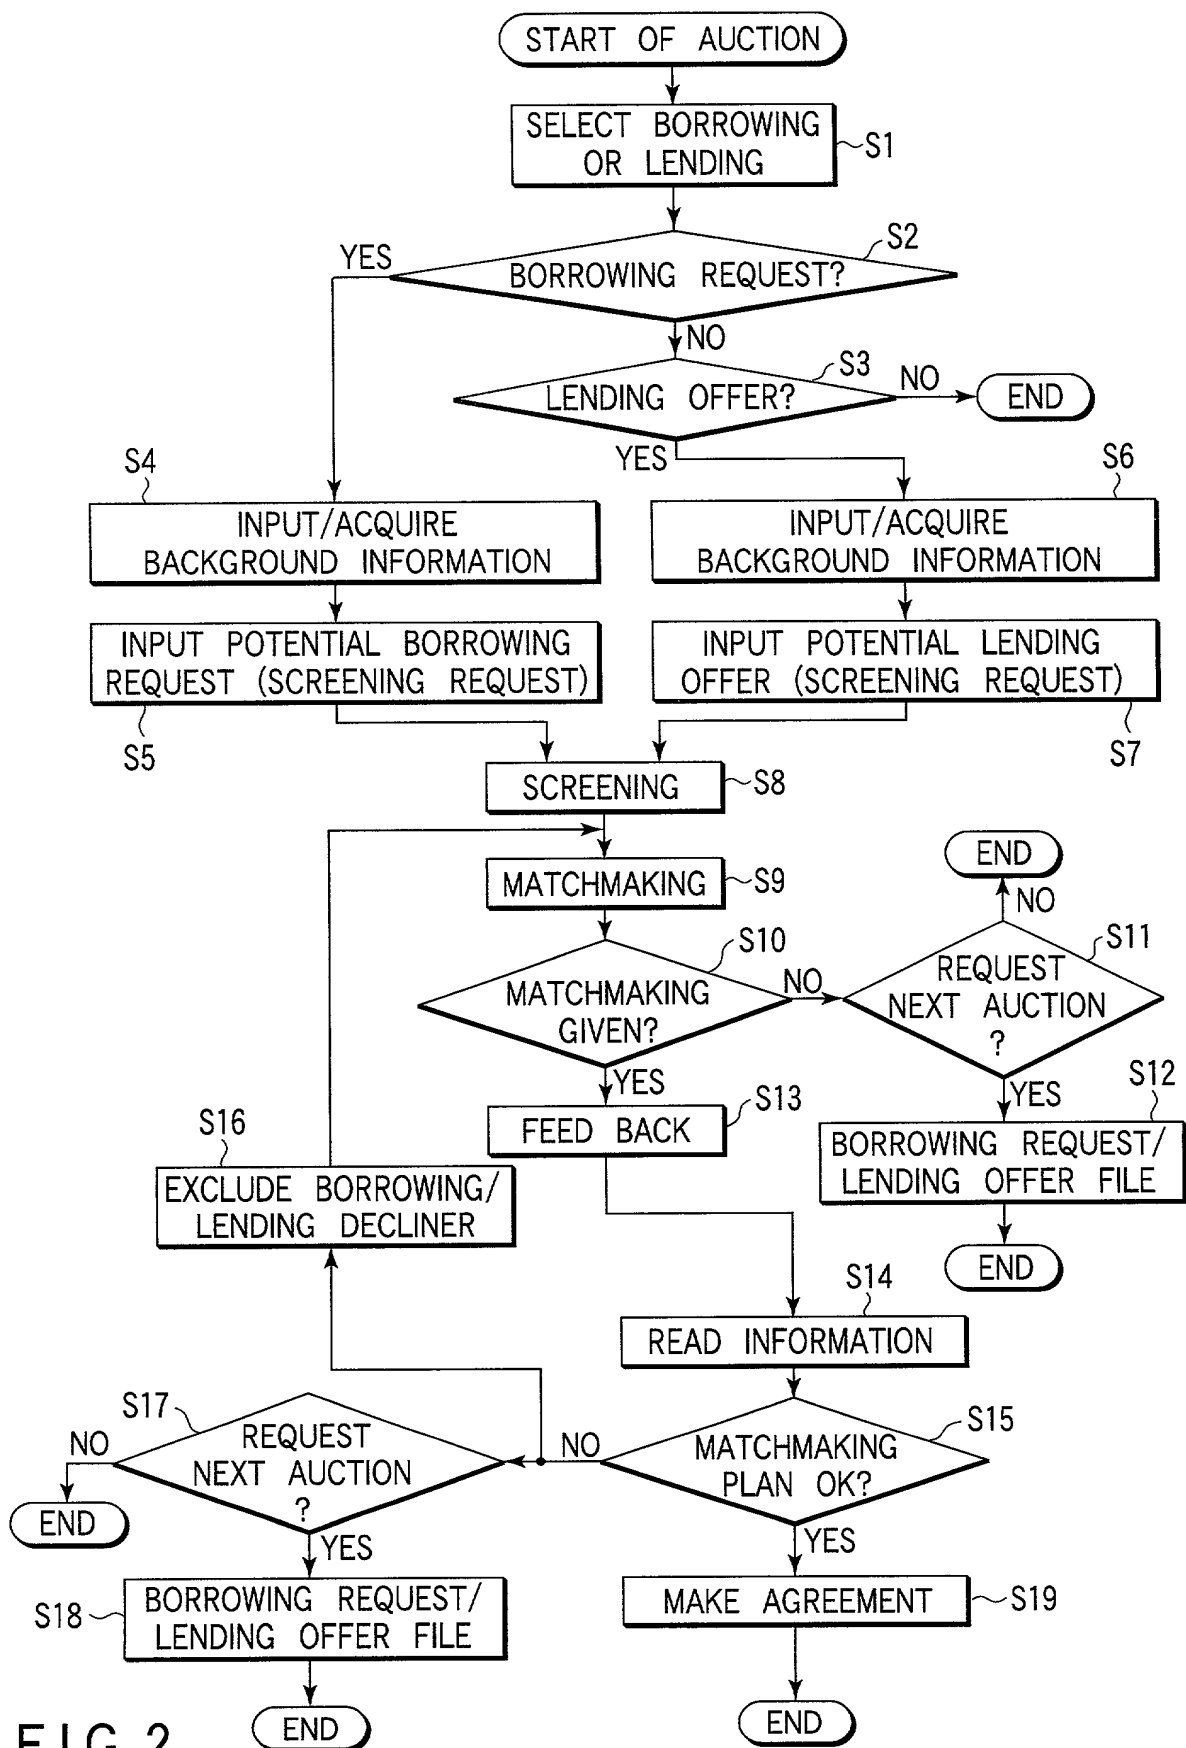 START OF AUCTION
SELECT BORROWING
OR LENDING
S1
S2
YES
BORROWING REQUEST?
NO
S3
LENDING OFFER?
NO
END
YES
S4
INPUT/ACQUIRE
BACKGROUND INFORMATION
S6
INPUT/ACQUIRE
BACKGROUND INFORMATION
INPUT POTENTIAL BORROWING
REQUEST (SCREENING REQUEST)
S5
INPUT POTENTIAL LENDING
OFFER (SCREENING REQUEST)
S7
SCREENING
S8
MATCHMAKING
S9
END
NO
S10
MATCHMAKING
GIVEN?
NO
S11
REQUEST
NEXT AUCTION
?
YES
YES
S12
BORROWING REQUEST/
LENDING OFFER FILE
END
S13
FEED BACK
S16
EXCLUDE BORROWING/
LENDING DECLINER
S14
READ INFORMATION
S15
MATCHMAKING
PLAN OK?
NO
S17
REQUEST
NEXT AUCTION
?
NO
END
YES
YES
S18
BORROWING REQUEST/
LENDING OFFER FILE
MAKE AGREEMENT
S19
END
END
FIG. 2